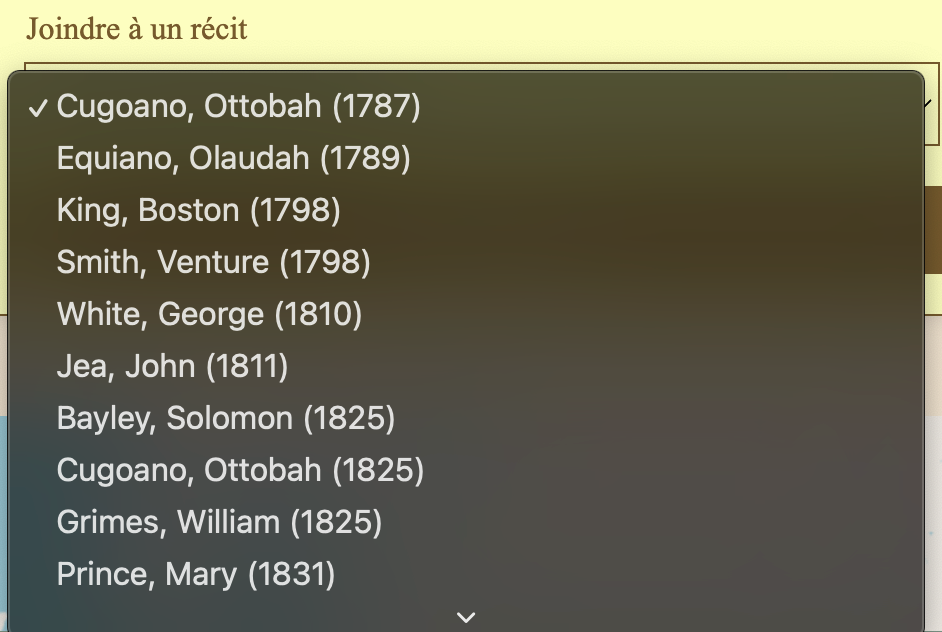 Joindre à un récit
✓ Cugoano, Ottobah (1787)
Equiano, Olaudah (1789)
King, Boston (1798)
Smith, Venture (1798)
White, George (1810)
Jea, John (1811)
Bayley, Solomon (1825)
Cugoano, Ottobah (1825)
Grimes, William (1825)
Prince, Mary (1831)